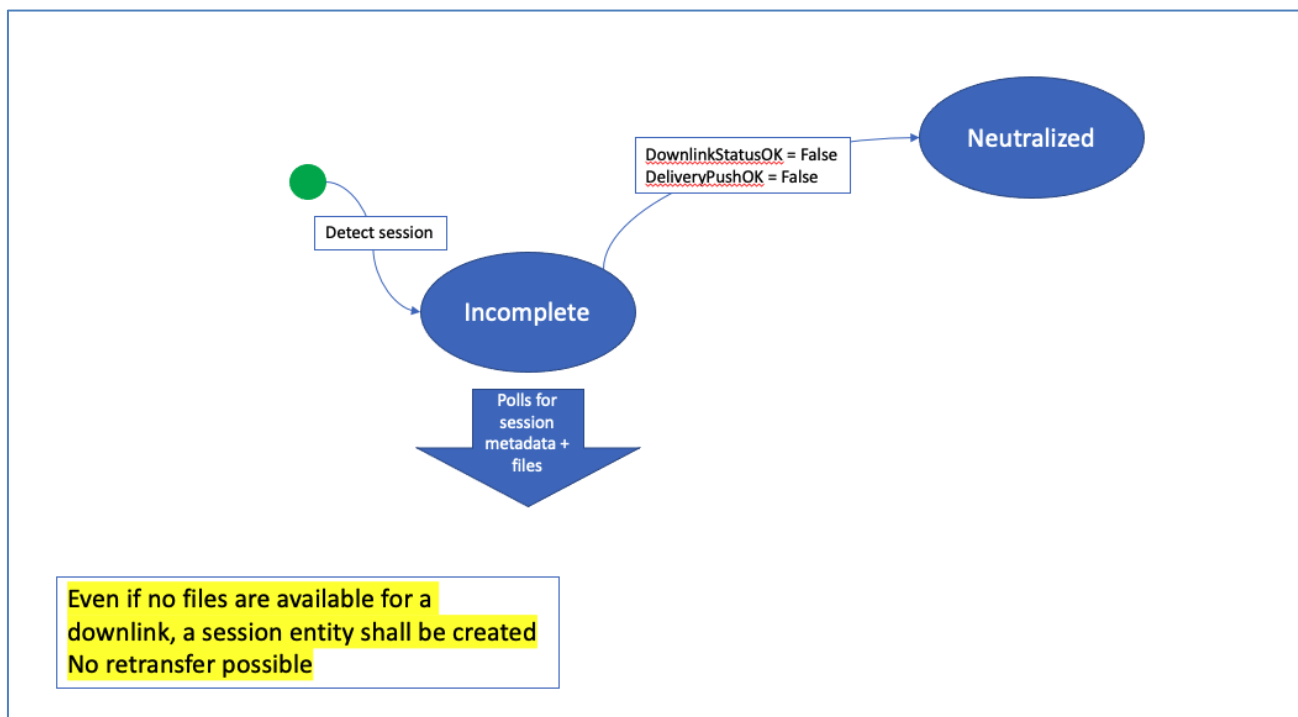 Neutralized
DownlinkStatusOK = False
DeliveryPushOK = False
Detect session
Incomplete
Polls for
session
metadata +
files
Even if no files are available for a
downlink, a session entity shall be created
No retransfer possible